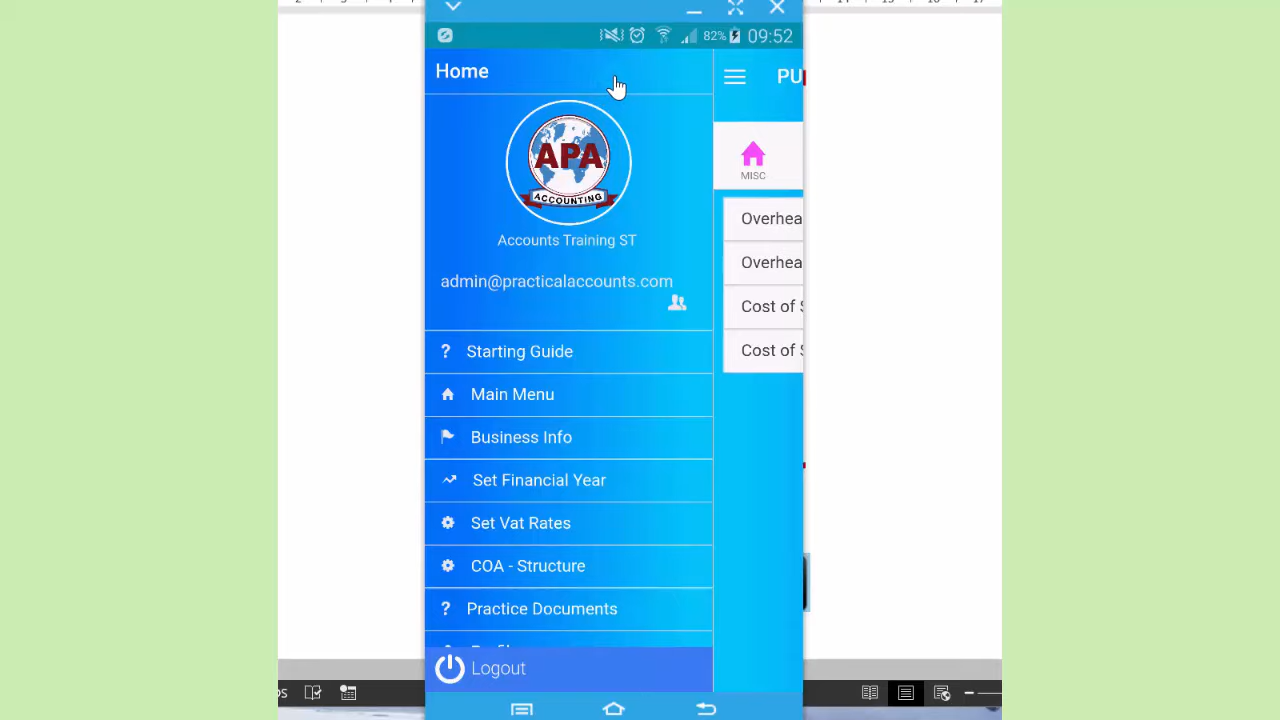 82% 09:52
Home
PU
APA
ACCOUNTING
MISC
Accounts Training ST
Overhea
admin@practicalaccounts.com
Overhea
Cost of S
Starting Guide
Cost of S
Main Menu
Business Info
Set Financial Year
Set Vat Rates
COA - Structure
? Practice Documents
Logout